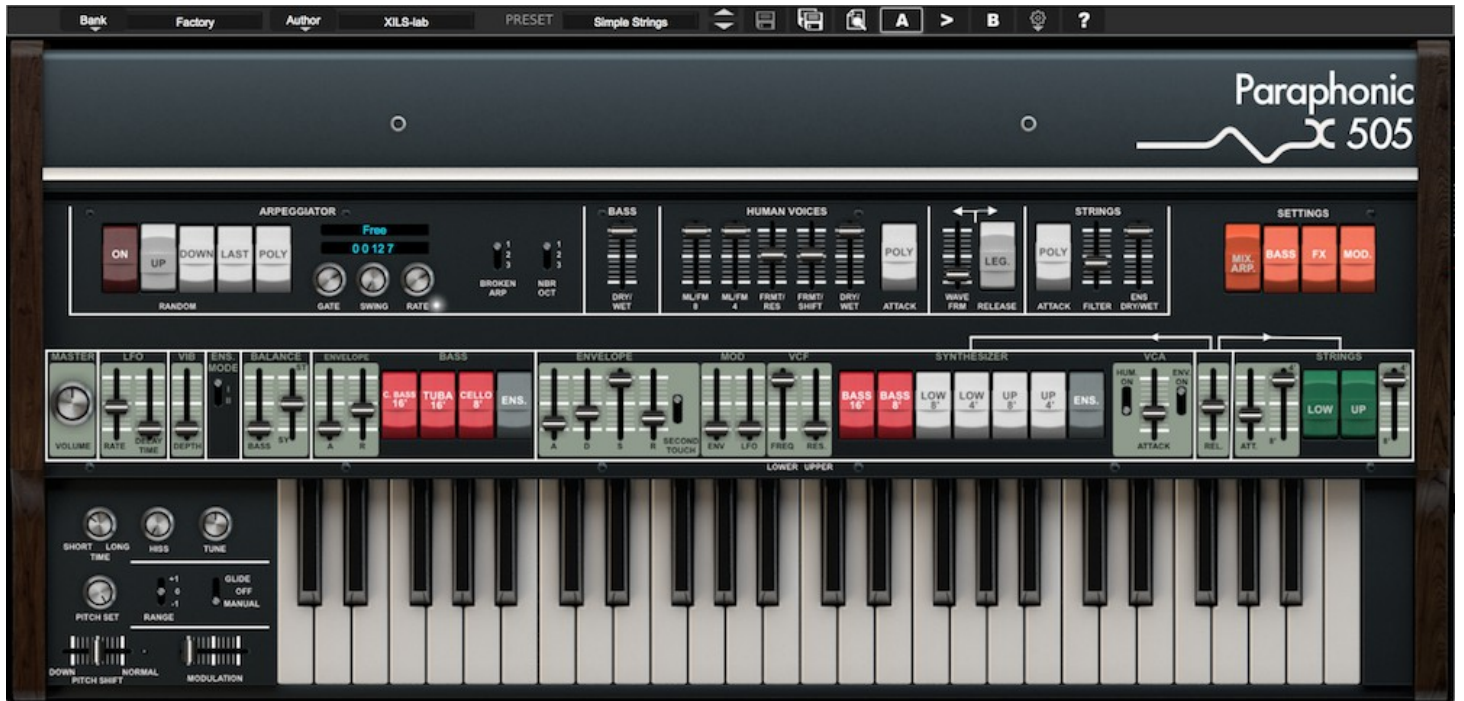 Bank Factory Author XILS-lab PRESET Simple Strings A > B ?
Paraphonic
X 505
ARPEGGIATOR BASS HUMAN VOICES STRINGS SETTINGS
Free
0 0 12 7
ON UP DOWN LAST POLY
1 2 3
1 2 3
POLY LEG. POLY
MIX. ARP. BASS FX MOD.
BROKEN ARP NBR OCT
RANDOM GATE SWING RATE
DRY/ WET
ML/FM 8 ML/FM 4 FRMT/ RES FRMT/ SHIFT DRY/ WET ATTACK
WAVE FRM RELEASE
ATTACK FILTER ENS DRY/WET
MASTER LFO VIB ENS. MODE BALANCE ENVELOPE BASS ENVELOPE MOD VCF SYNTHESIZER VCA STRINGS
I
II
ST
SY
HUM. ON ENV. ON
4'
C. BASS 16' TUBA 16' CELLO 8' ENS.
BASS 16' BASS 8' LOW 8' LOW 4' UP 8' UP 4' ENS.
LOW UP
VOLUME RATE DELAY TIME DEPTH BASS A R A D S R SECOND TOUCH ENV LFO FREQ RES. ATTACK REL. ATT. 8' 8'
LOWER UPPER
SHORT LONG
TIME HISS TUNE
+1
0
-1
GLIDE
OFF
MANUAL
PITCH SET RANGE
DOWN NORMAL
PITCH SHIFT MODULATION